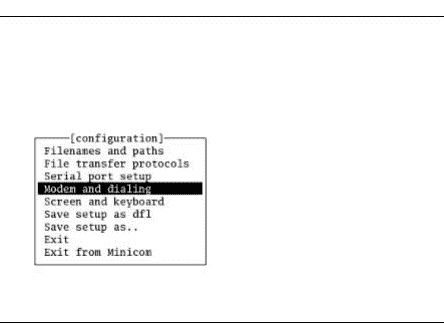 [configuration]
Filenames and paths
File transfer protocols
Serial port setup
Modem and dialing
Screen and keyboard
Save setup as dfl
Save setup as..
Exit
Exit from Minicom